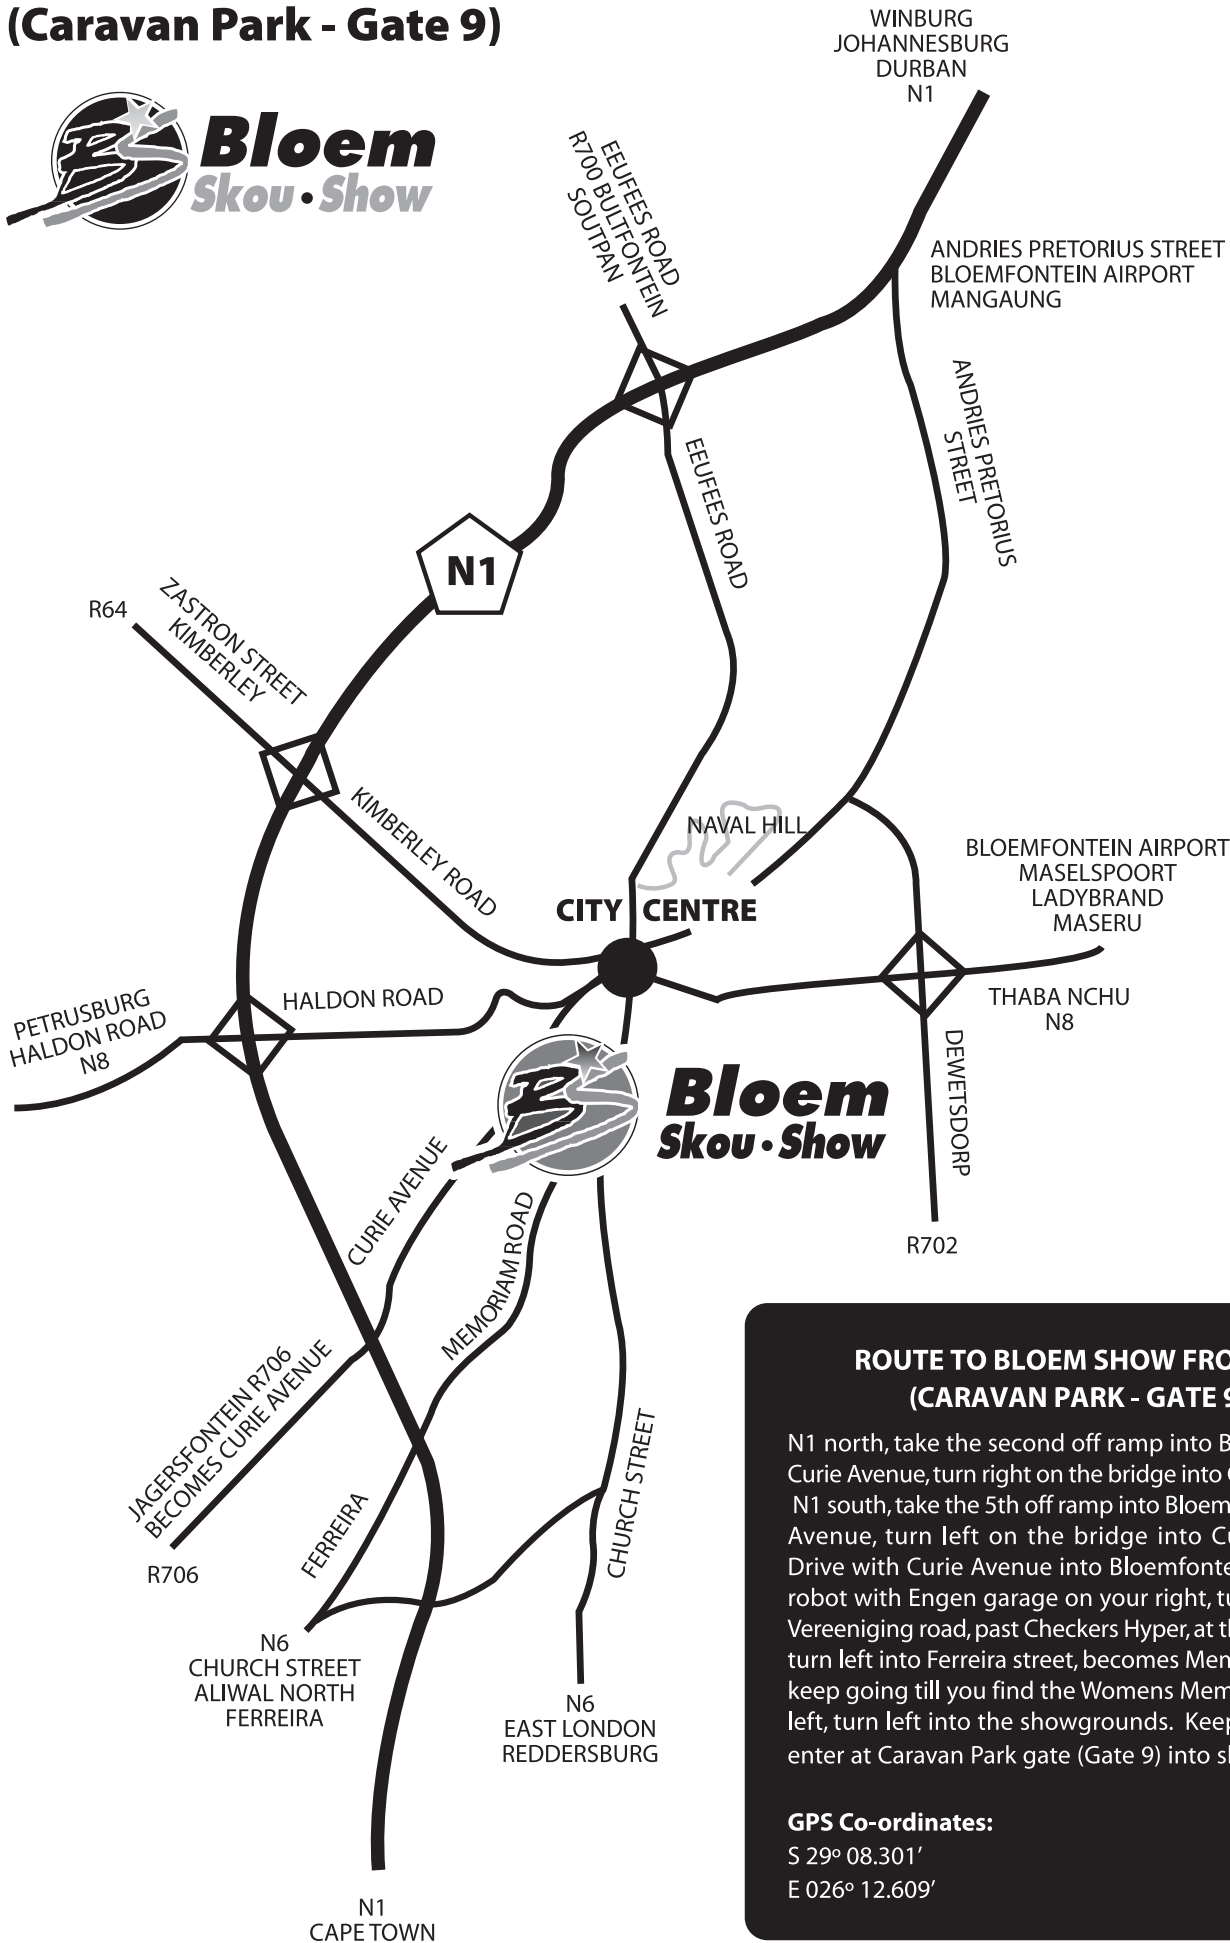 (Caravan Park - Gate 9)
Bloem
Skou • Show
WINBURG
JOHANNESBURG
DURBAN
N1
EEUFEES ROAD
R700 BULTFONTEIN
SOUTPAN
ANDRIES PRETORIUS STREET
BLOEMFONTEIN AIRPORT
MANGAUNG
ANDRIES PRETORIUS
STREET
EEUFEES ROAD
N1
R64
ZASTRON STREET
KIMBERLEY
KIMBERLEY ROAD
NAVAL HILL
CITY CENTRE
BLOEMFONTEIN AIRPORT
MASELSPOORT
LADYBRAND
MASERU
THABA NCHU
N8
PETRUSBURG
HALDON ROAD
N8
HALDON ROAD
DEWETSDORP
R702
Bloem
Skou • Show
CURIE AVENUE
MEMORIAM ROAD
CHURCH STREET
JAGERSFONTEIN R706
BECOMES CURIE AVENUE
R706
FERREIRA
N6
CHURCH STREET
ALIWAL NORTH
FERREIRA
N6
EAST LONDON
REDDERSBURG
N1
CAPE TOWN
ROUTE TO BLOEM SHOW
(CARAVAN PARK - GATE 9
N1 north, take the second off ramp into
Curie Avenue, turn right on the bridge into
N1 south, take the 5th off ramp into
Avenue, turn left on the bridge into
Drive with Curie Avenue into
robot with Engen garage on your right,
Vereeniging road, past Checkers Hyper, at
turn left into Ferreira street, becomes
keep going till you find the Womens
left, turn left into the showgrounds. Keep
enter at Caravan Park gate (Gate 9) into
GPS Co-ordinates:
S 29º 08.301′
E 026º 12.609′